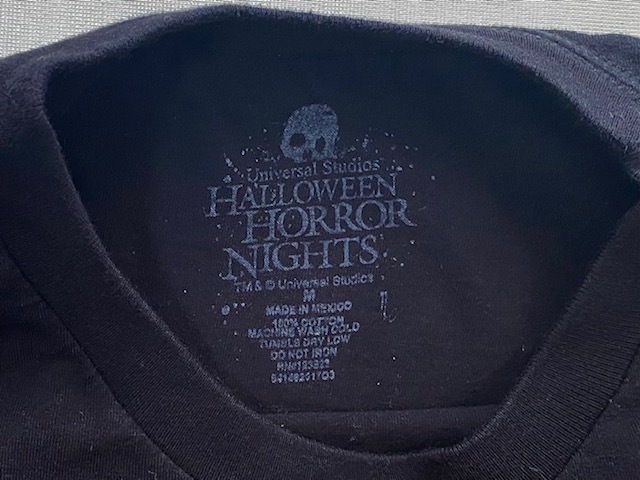 Universal Studios
HALLOWEEN
HORROR
NIGHTS
TM & © Universal Studios
M
MADE IN MEXICO
100% COTTON
MACHINE WASH COLD
TUMBLE DRY LOW
DO NOT IRON